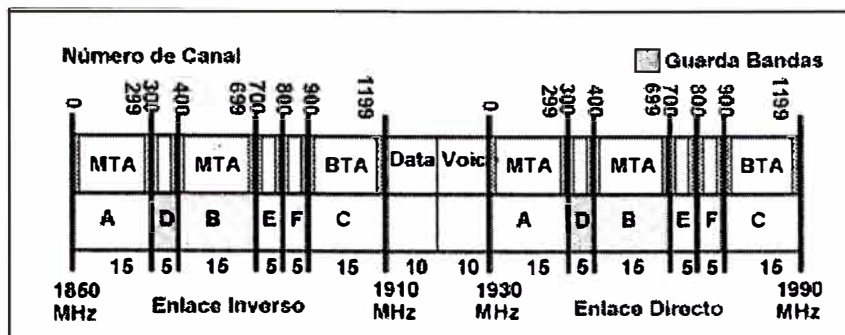 Número de Canal
Guarda Bandas
0 299 300 400 699 700 800 900 1199 0 299 300 400 699 700 800 900 1199
MTA MTA BTA Data Voic MTA MTA BTA
A D B E F C A D B E F C
15 5 15 5 5 15 10 10 15 5 15 5 5 15
1850 MHz Enlace Inverso 1910 MHz 1930 MHz Enlace Directo 1990 MHz